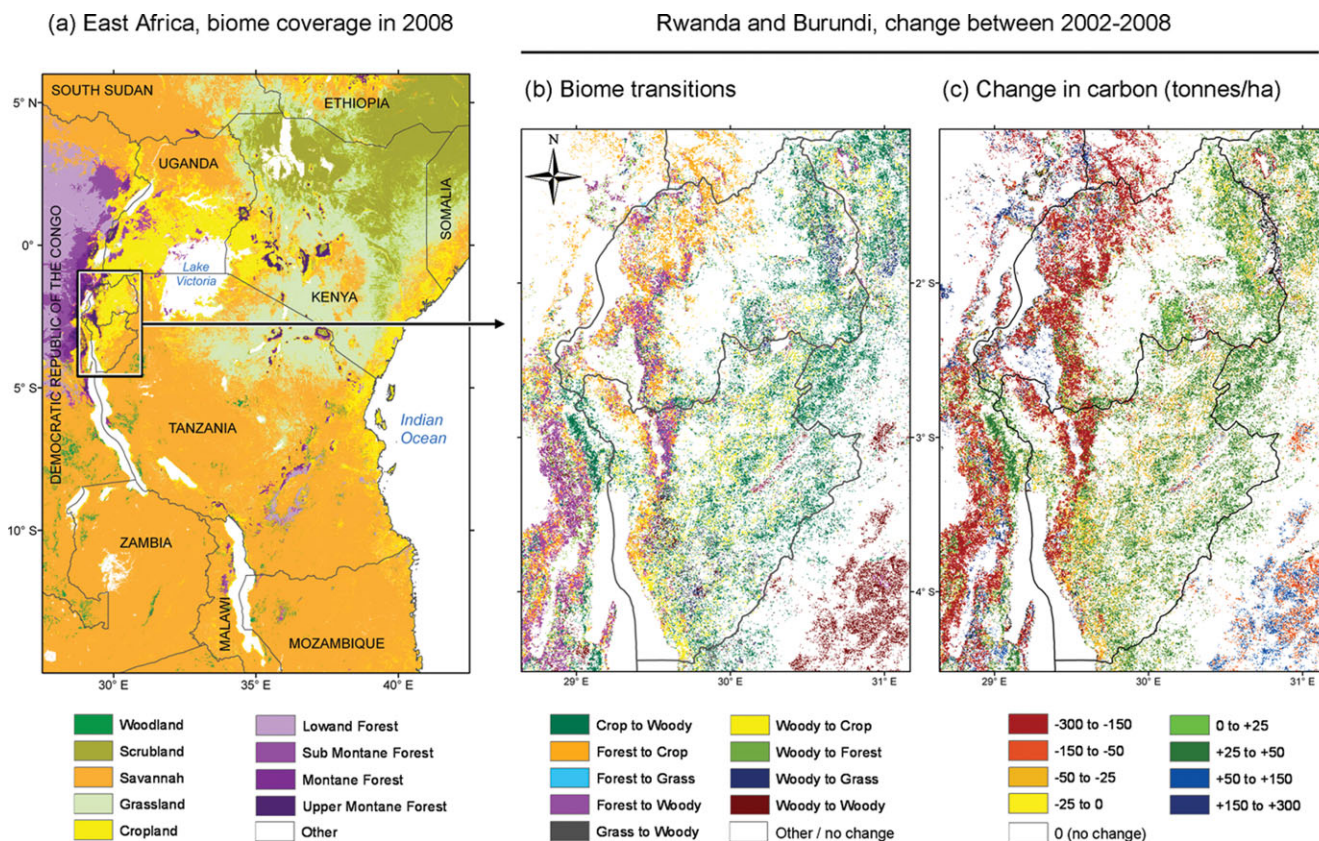 (a) East Africa, biome coverage in 2008
Rwanda and Burundi, change between 2002-2008
(b) Biome transitions
(c) Change in carbon (tonnes/ha)
SOUTH SUDAN
ETHIOPIA
UGANDA
SOMALIA
DEMOCRATIC REPUBLIC OF THE CONGO
Lake
Victoria
KENYA
TANZANIA
Indian
Ocean
ZAMBIA
MALAWI
MOZAMBIQUE
5° N
0°
5°S
10° S
30° E
35° E
40° E
N
29°E
30°E
31°E
2°S
3°S
4°S
29°E
30°E
31°E
Woodland
Scrubland
Savannah
Grassland
Cropland
Lowand Forest
Sub Montane Forest
Montane Forest
Upper Montane Forest
Other
Crop to Woody
Forest to Crop
Forest to Grass
Forest to Woody
Grass to Woody
Woody to Crop
Woody to Forest
Woody to Grass
Woody to Woody
Other / no change
-300 to -150
-150 to -50
-50 to -25
-25 to 0
0 (no change)
0 to +25
+25 to +50
+50 to +150
+150 to +300